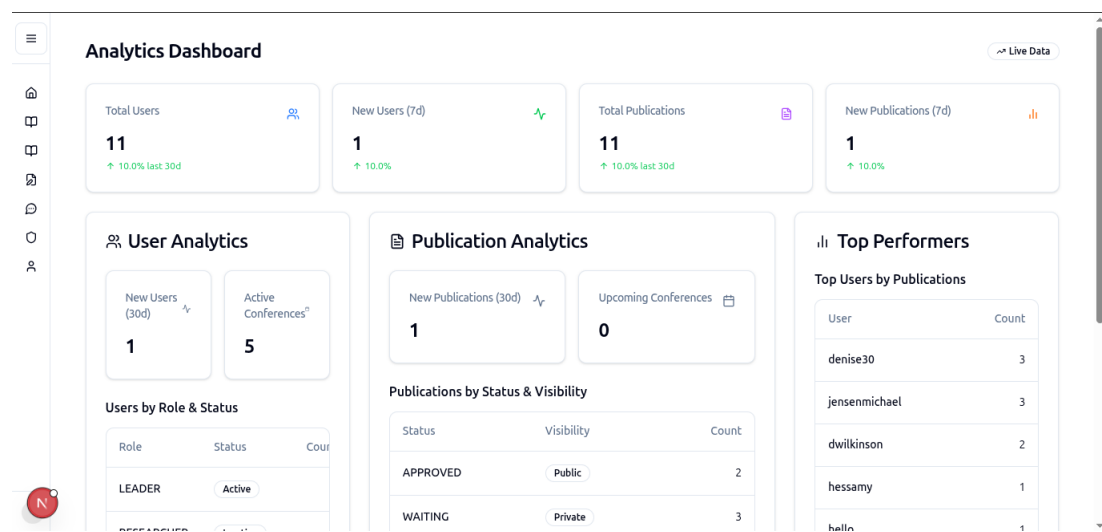 Analytics Dashboard
Live Data
Total Users
11
↑ 10.0% last 30d
New Users (7d)
1
↑ 10.0%
Total Publications
11
↑ 10.0% last 30d
New Publications (7d)
1
↑ 10.0%
User Analytics
New Users
(30d)
1
Active
Conferences
5
Users by Role & Status
Role Status Cour
LEADER Active
Publication Analytics
New Publications (30d)
1
Upcoming Conferences
0
Publications by Status & Visibility
Status Visibility Count
APPROVED Public 2
WAITING Private 3
Top Performers
Top Users by Publications
User Count
denise30 3
jensenmichael 3
dwilkinson 2
hessamy 1
hello 1
N